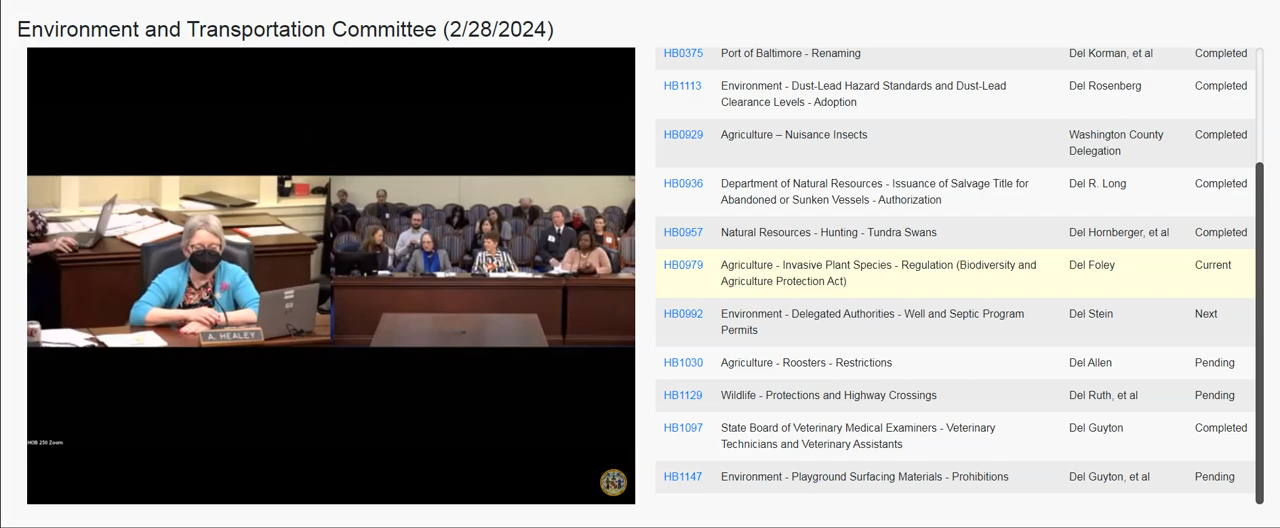 Environment and Transportation Committee (2/28/2024)
HB0375 Port of Baltimore - Renaming Del Korman, et al Completed
HB1113 Environment - Dust-Lead Hazard Standards and Dust-Lead Del Rosenberg Completed
Clearance Levels - Adoption
HB0929 Agriculture – Nuisance Insects Washington County Completed
Delegation
HB0936 Department of Natural Resources - Issuance of Salvage Title for Del R. Long Completed
Abandoned or Sunken Vessels - Authorization
HB0957 Natural Resources - Hunting - Tundra Swans Del Hornberger, et al Completed
HB0979 Agriculture - Invasive Plant Species - Regulation (Biodiversity and Del Foley Current
Agriculture Protection Act)
HB0992 Environment - Delegated Authorities - Well and Septic Program Del Stein Next
Permits
HB1030 Agriculture - Roosters - Restrictions Del Allen Pending
HB1129 Wildlife - Protections and Highway Crossings Del Ruth, et al Pending
HB1097 State Board of Veterinary Medical Examiners - Veterinary Del Guyton Completed
Technicians and Veterinary Assistants
HB1147 Environment - Playground Surfacing Materials - Prohibitions Del Guyton, et al Pending
A. HEALEY
HOB 250 Zoom